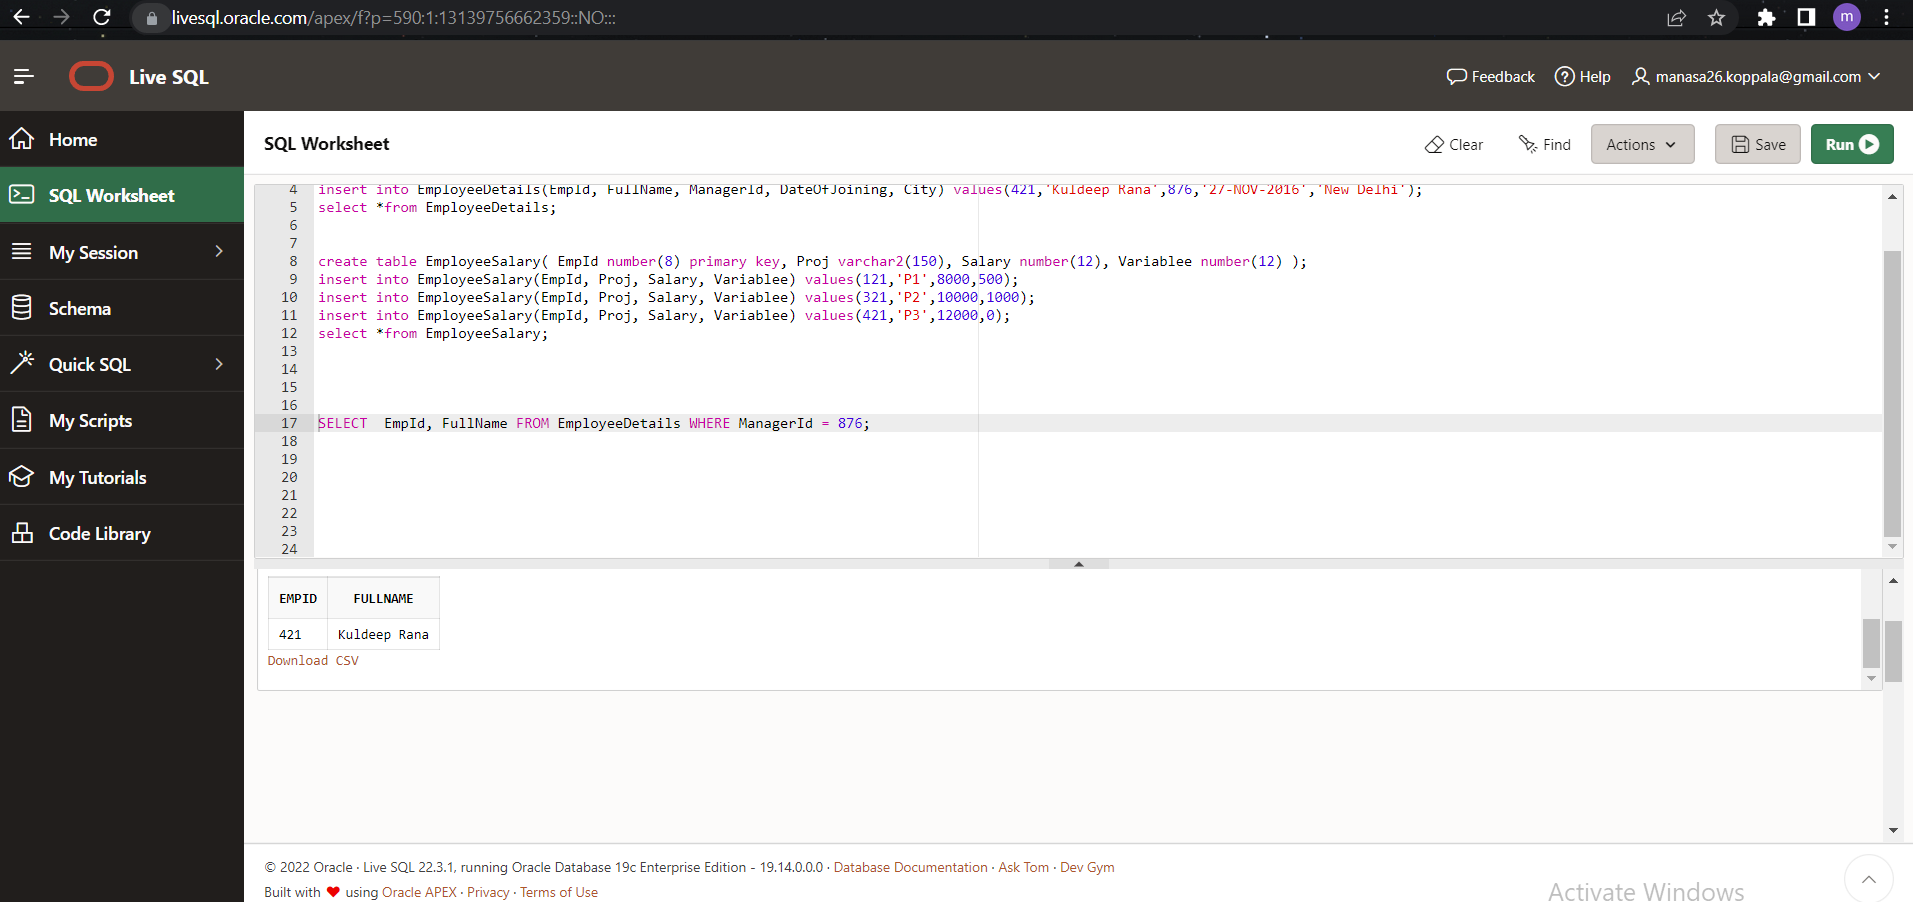 livesql.oracle.com/apex/f?p=590:1:13139756662359::NO:::
m
Live SQL
Feedback
Help
manasa26.koppala@gmail.com
Home
SQL Worksheet
My Session
Schema
Quick SQL
My Scripts
My Tutorials
Code Library
SQL Worksheet
Clear
Find
Actions
Save
Run
4 insert into EmployeeDetails(EmpId, FullName, ManagerId, DateOfJoining, City) values(421,'Kuldeep Rana',876,'27-NOV-2016','New Delhi');
5 select *from EmployeeDetails;
6
7
8 create table EmployeeSalary( EmpId number(8) primary key, Proj varchar2(150), Salary number(12), Variablee number(12) );
9 insert into EmployeeSalary(EmpId, Proj, Salary, Variablee) values(121,'P1',8000,500);
10 insert into EmployeeSalary(EmpId, Proj, Salary, Variablee) values(321,'P2',10000,1000);
11 insert into EmployeeSalary(EmpId, Proj, Salary, Variablee) values(421,'P3',12000,0);
12 select *from EmployeeSalary;
13
14
15
16
17 SELECT  EmpId, FullName FROM EmployeeDetails WHERE ManagerId = 876;
18
19
20
21
22
23
24
EMPID FULLNAME
421 Kuldeep Rana
Download CSV
© 2022 Oracle · Live SQL 22.3.1, running Oracle Database 19c Enterprise Edition - 19.14.0.0.0 · Database Documentation · Ask Tom · Dev Gym
Built with ❤ using Oracle APEX · Privacy · Terms of Use
Activate Windows